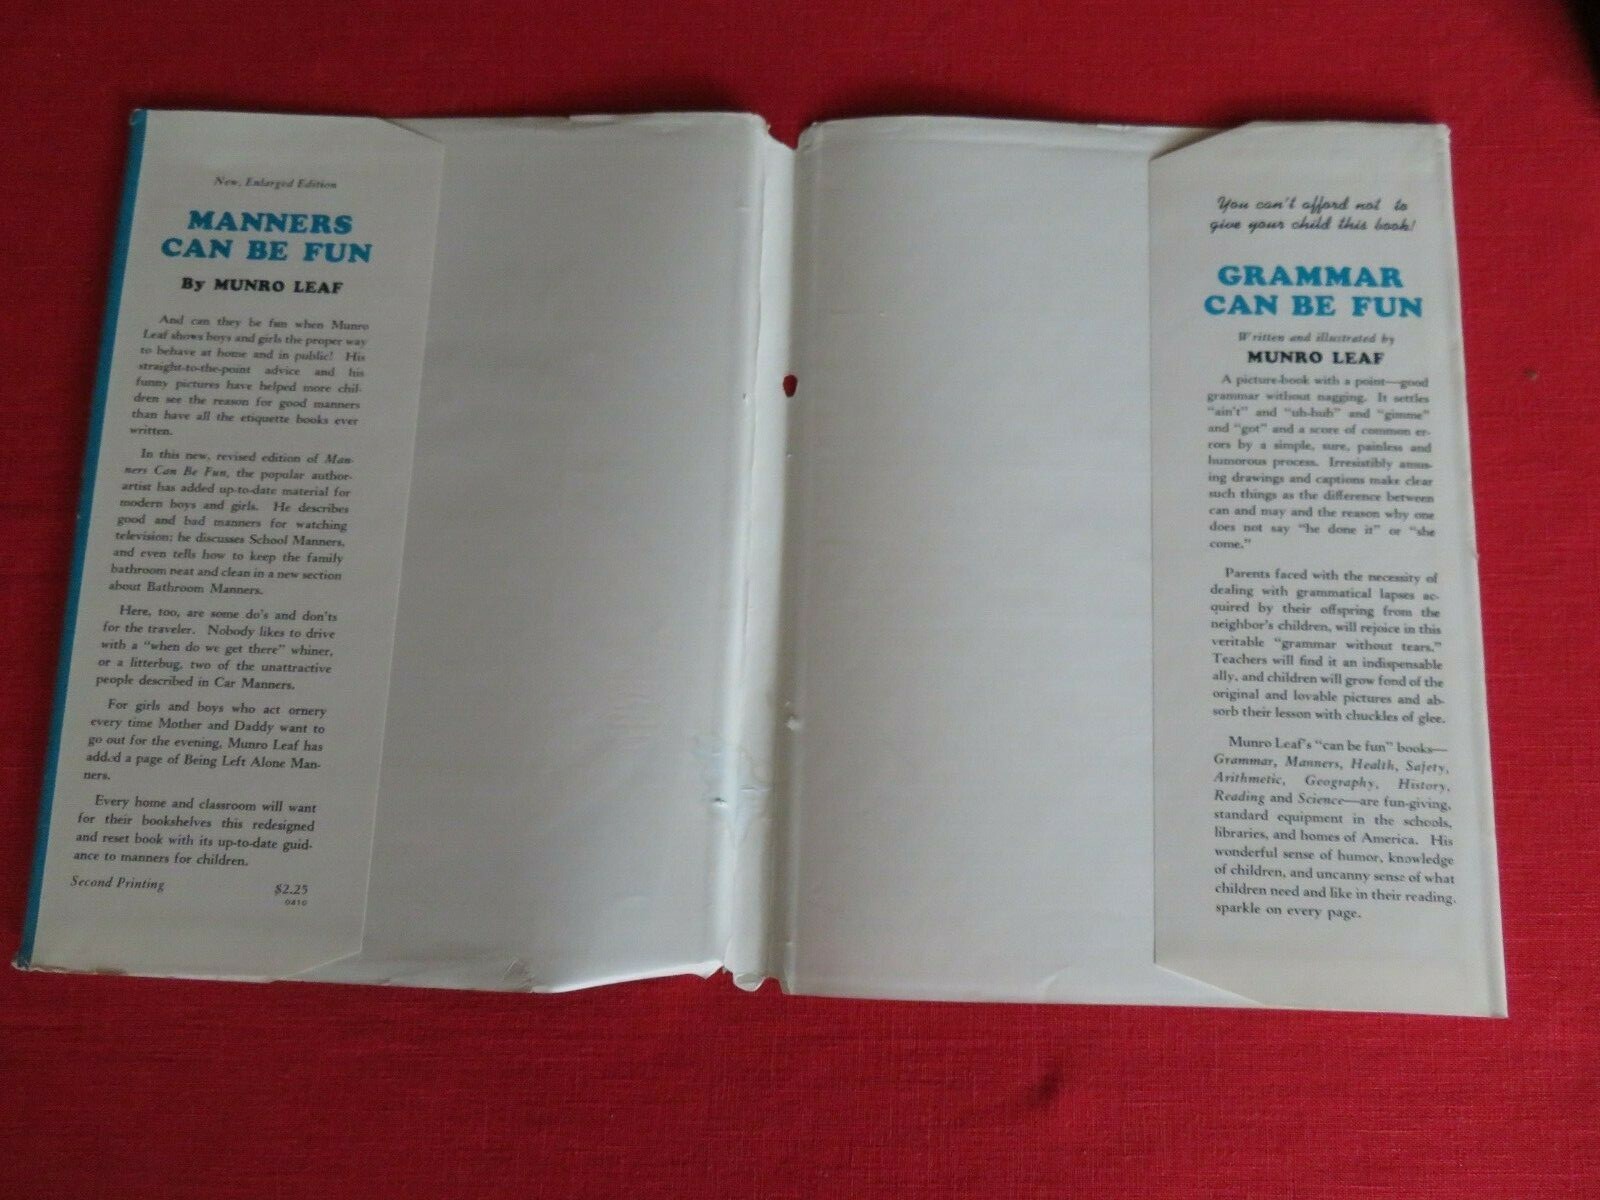 New, Enlarged Edition
MANNERS
CAN BE FUN
By MUNRO LEAF
And can they be fun when Munro
Leaf shows boys and girls the proper way
to behave at home and in public! His
straight-to-the-point advice and his
funny pictures have helped more chil-
dren see the reason for good manners
than have all the etiquette books ever
written.
In this new, revised edition of Man-
ners Can Be Fun, the popular author-
artist has added up-to-date material for
modern boys and girls. He describes
good and bad manners for watching
television; he discusses School Manners,
and even tells how to keep the family
bathroom neat and clean in a new section
about Bathroom Manners.
Here, too, are some do's and don'ts
for the traveler. Nobody likes to drive
with a "when do we get there" whiner,
or a litterbug, two of the unattractive
people described in Car Manners.
For girls and boys who act ornery
every time Mother and Daddy want to
go out for the evening, Munro Leaf has
added a page of Being Left Alone Man-
ners.
Every home and classroom will want
for their bookshelves this redesigned
and reset book with its up-to-date guid-
ance to manners for children.
Second Printing
$2.25
0410
You can't afford not to
give your child this book!
GRAMMAR
CAN BE FUN
Written and illustrated by
MUNRO LEAF
A picture-book with a point—good
grammar without nagging. It settles
"ain't" and "uh-huh" and "gimme"
and "got" and a score of common er-
rors by a simple, sure, painless and
humorous process. Irresistibly amus-
ing drawings and captions make clear
such things as the difference between
can and may and the reason why one
does not say "he done it" or "she
come."
Parents faced with the necessity of
dealing with grammatical lapses ac-
quired by their offspring from the
neighbor's children, will rejoice in this
veritable "grammar without tears."
Teachers will find it an indispensable
ally, and children will grow fond of the
original and lovable pictures and ab-
sorb their lesson with chuckles of glee.
Munro Leaf's "can be fun" books—
Grammar, Manners, Health, Safety,
Arithmetic, Geography, History,
Reading and Science—are fun-giving,
standard equipment in the schools,
libraries, and homes of America. His
wonderful sense of humor, knowledge
of children, and uncanny sense of what
children need and like in their reading,
sparkle on every page.